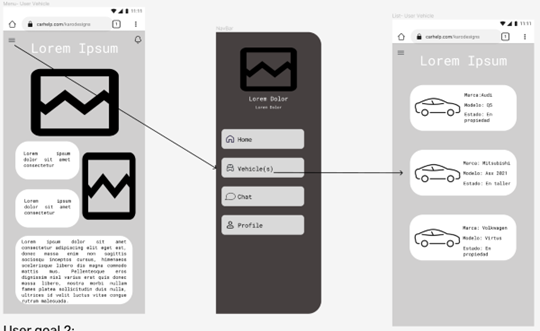 Menu- User Vehicle
11:11
carhelp.com/karodesigns
1
Lorem Ipsum
Lorem ipsum
dolor sit amet
consectetur
Lorem ipsum
dolor sit amet
consectetur
Lorem ipsum dolor sit amet
consectetur adipiscing elit eget est,
donec massa enim non sagittis
sociosqu inceptos cursus, himenaeos
scelerisque libero dis magna commodo
mattis mus. Pellentesque eros
dignissim nisl varius erat quis donec
massa libero, nostra morbi nullam
fames platea sollicitudin duis nulla,
ultrices id velit luctus vitae congue
rutrum malesuada
User goal 2:
NavBar
Lorem Dolor
Lorem Dolor
Home
Vehicle(s)
Chat
Profile
List- User Vehicle
11:11
carhelp.com/karodesigns
1
Lorem Ipsum
Marca:Audi
Modelo: Q5
Estado: En
propiedad
Marca: Mitsubishi
Modelo: Asx 2021
Estado: En taller
Marca: Volkwagen
Modelo: Virtus
Estado: En
propiedad